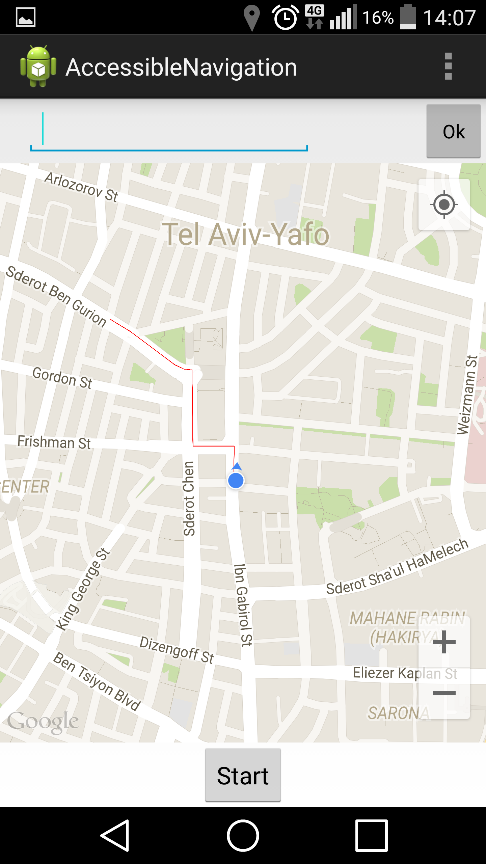 4G 16% 14:07
AccessibleNavigation
Ok
Arlozorov St
Tel Aviv-Yafo
Sderot Ben Gurion
Gordon St
Weizmann St
Frishman St
CENTER
Sderot Chen
King George St
Ibn Gabirol St
Sderot Sha'ul HaMelech
MAHANE RABIN
(HAKIRYA
Dizengoff St
Ben Tsiyon Blvd
Eliezer Kaplan St
SARONA
Google
Start